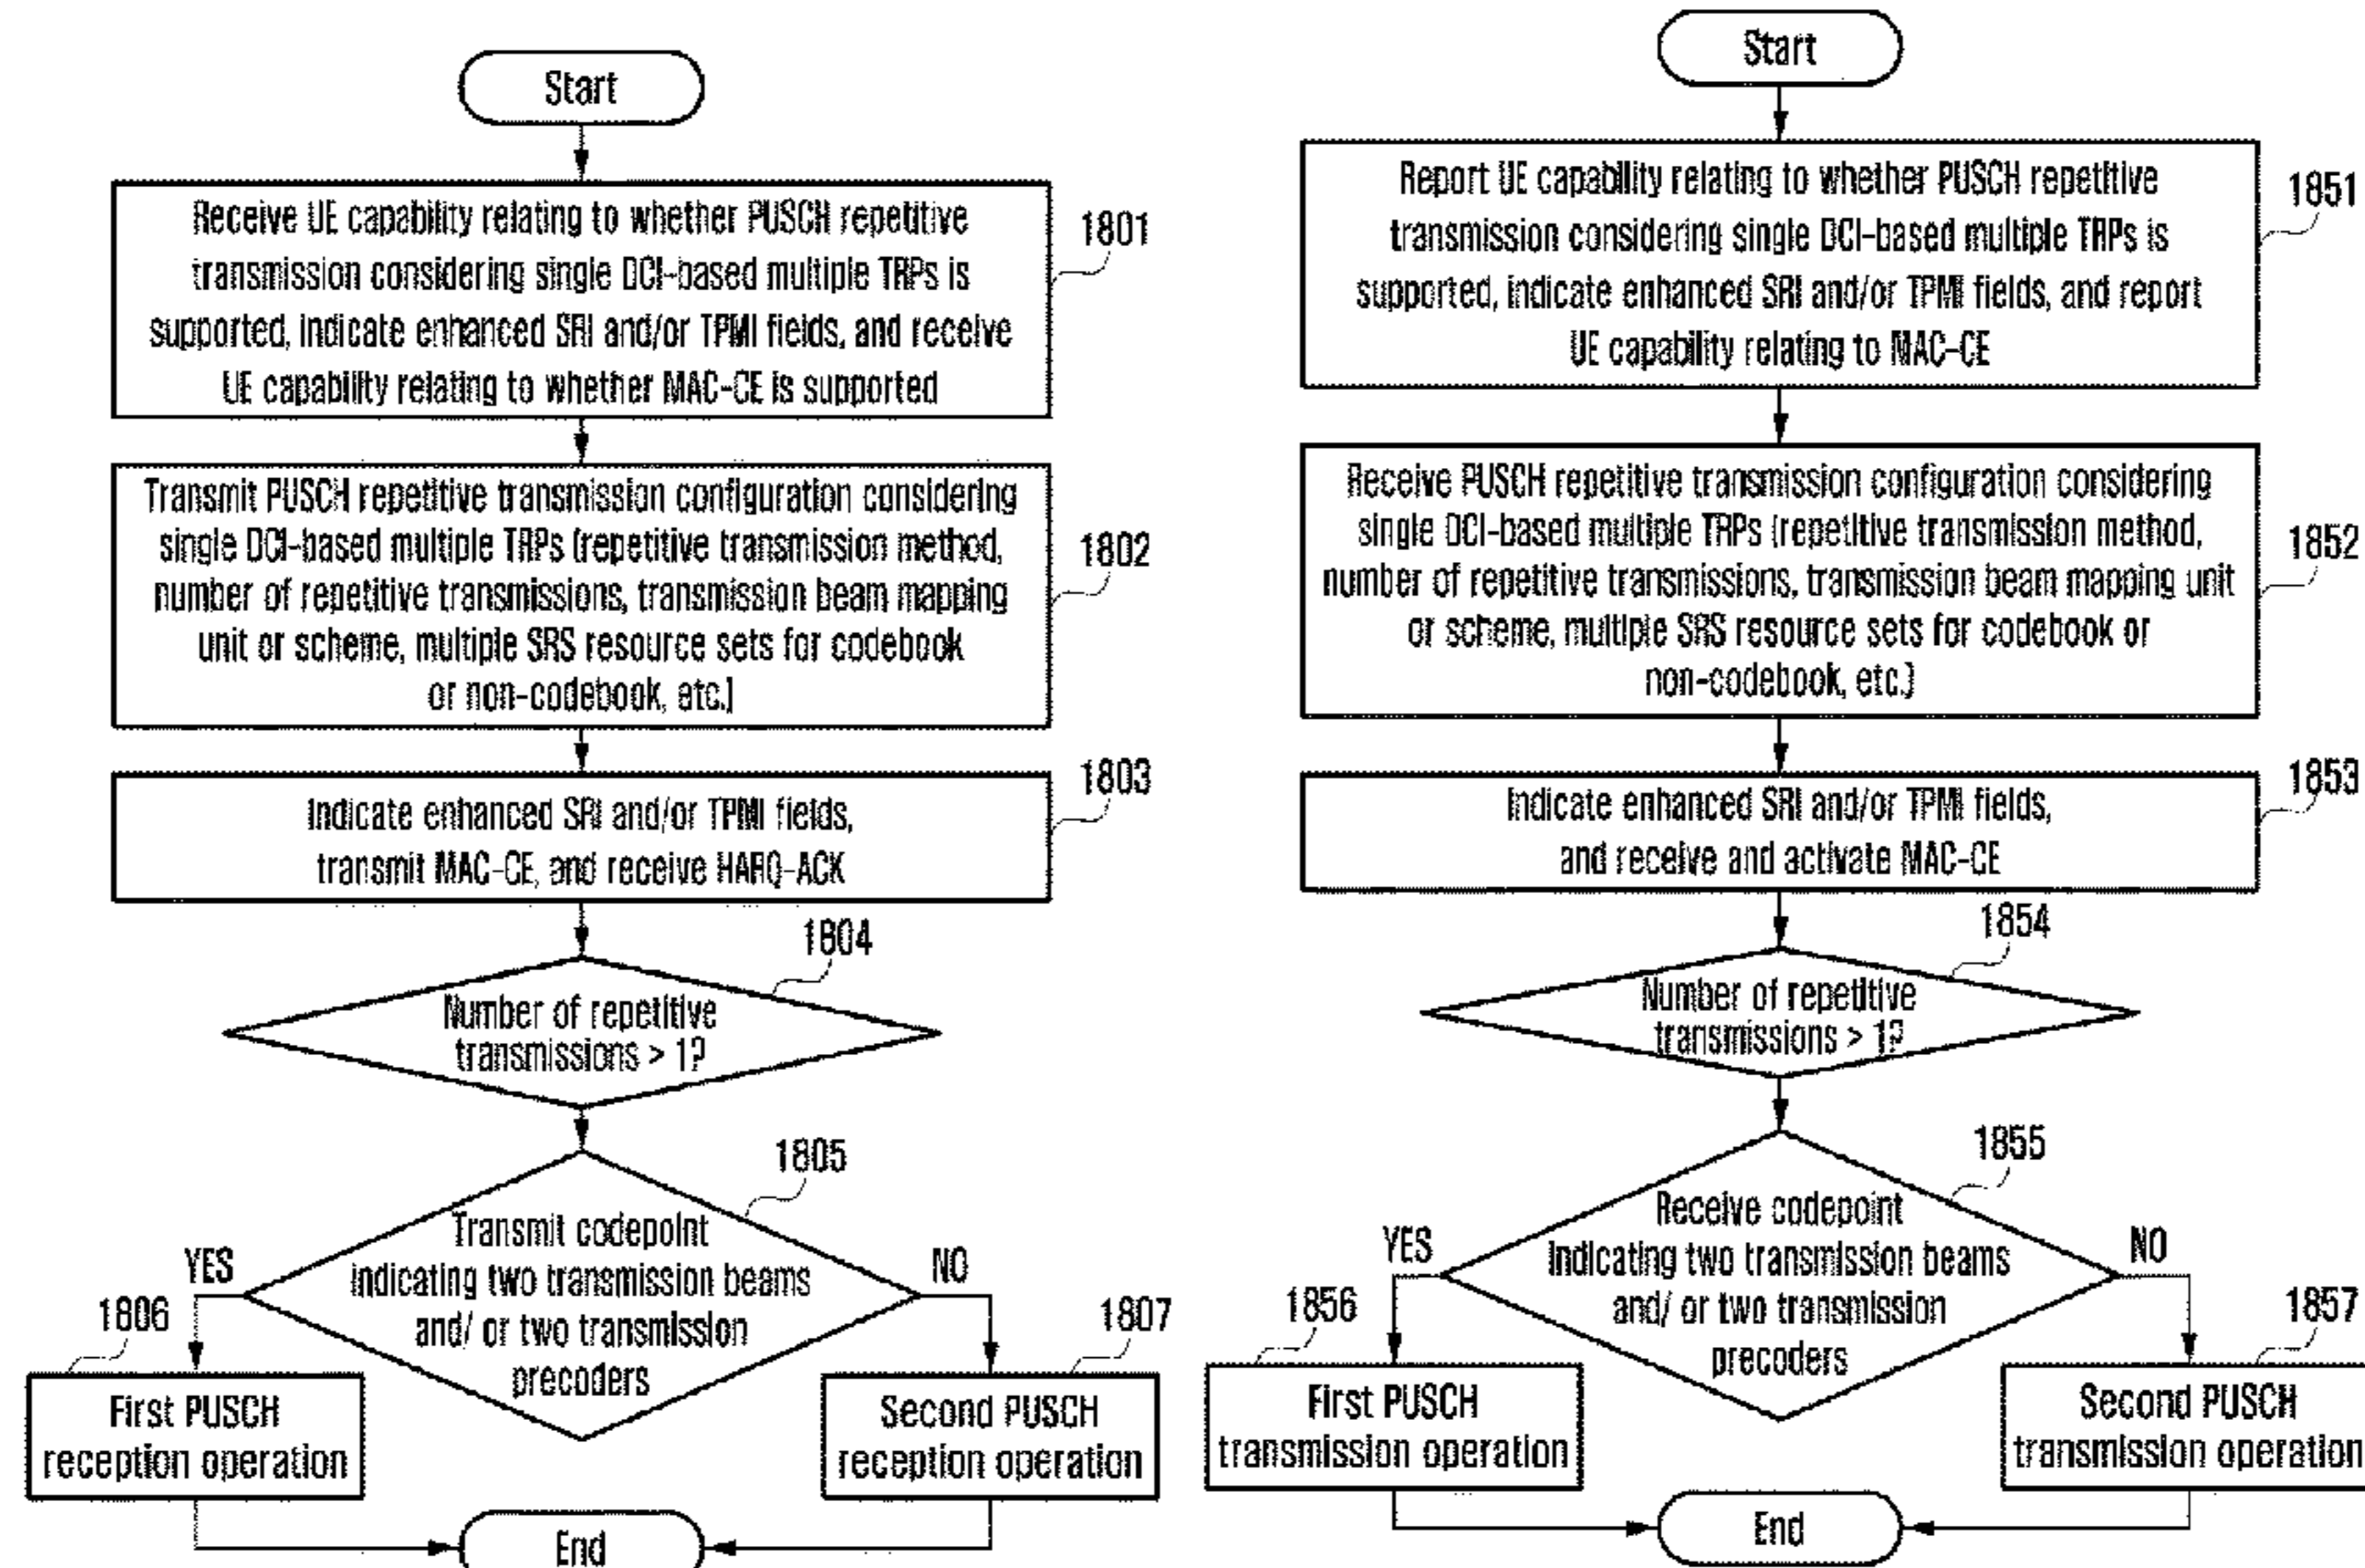 Start
Receive UE capability relating to whether PUSCH repetitive
transmission considering single DCI-based multiple TRPs is
supported, indicate enhanced SRI and/or TPMI fields, and receive
UE capability relating to whether MAC-CE is supported
1801
Transmit PUSCH repetitive transmission configuration considering
single DCI-based multiple TRPs (repetitive transmission method,
number of repetitive transmissions, transmission beam mapping
unit or scheme, multiple SRS resource sets for codebook
or non-codebook, etc.)
1802
Indicate enhanced SRI and/or TPMI fields,
transmit MAC-CE, and receive HARQ-ACK
1803
1804
Number of repetitive
transmissions > 1?
1805
Transmit codepoint
indicating two transmission beams
and/ or two transmission
precoders
YES
NO
1806
First PUSCH
reception operation
1807
Second PUSCH
reception operation
End
Start
Report UE capability relating to whether PUSCH repetitive
transmission considering single DCI-based multiple TRPs is
supported, indicate enhanced SRI and/or TPMI fields, and report
UE capability relating to MAC-CE
1851
Receive PUSCH repetitive transmission configuration considering
single DCI-based multiple TRPs (repetitive transmission method,
number of repetitive transmissions, transmission beam mapping unit
or scheme, multiple SRS resource sets for codebook or
non-codebook, etc.)
1852
Indicate enhanced SRI and/or TPMI fields,
and receive and activate MAC-CE
1853
1854
Number of repetitive
transmissions > 1?
1855
Receive codepoint
indicating two transmission beams
and/ or two transmission
precoders
YES
NO
1856
First PUSCH
transmission operation
1857
Second PUSCH
transmission operation
End